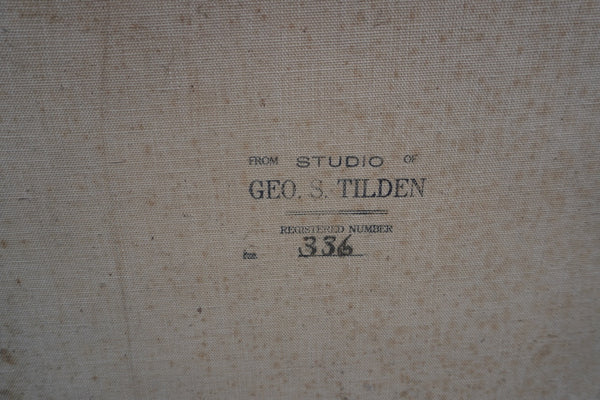 FROM STUDIO OF
GEO. S. TILDEN
REGISTERED NUMBER
336